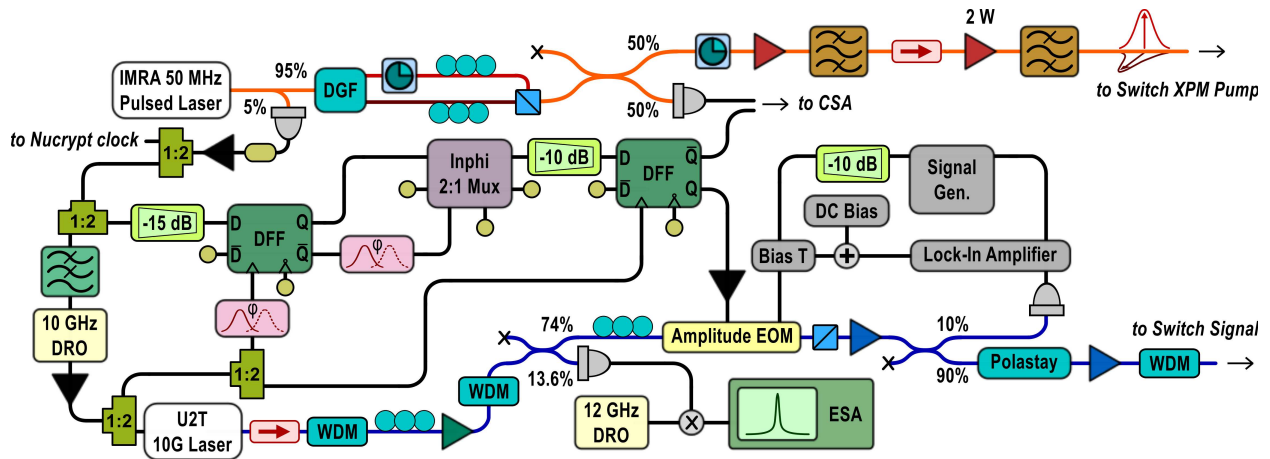 2 W
50%
IMRA 50 MHz
Pulsed Laser
95%
DGF
5%
50%
to CSA
to Switch XPM Pump
to Nucrypt clock
1:2
Inphi
2:1 Mux
-10 dB
D
Q̅
D̅
DFF
Q
-10 dB
Signal
Gen.
1:2
-15 dB
D
Q
DFF
D̅
Q̅
φ
DC Bias
Bias T
+
Lock-In Amplifier
10 GHz
DRO
φ
74%
Amplitude EOM
10%
to Switch Signal
1:2
13.6%
90%
Polastay
WDM
WDM
1:2
U2T
10G Laser
WDM
12 GHz
DRO
ESA